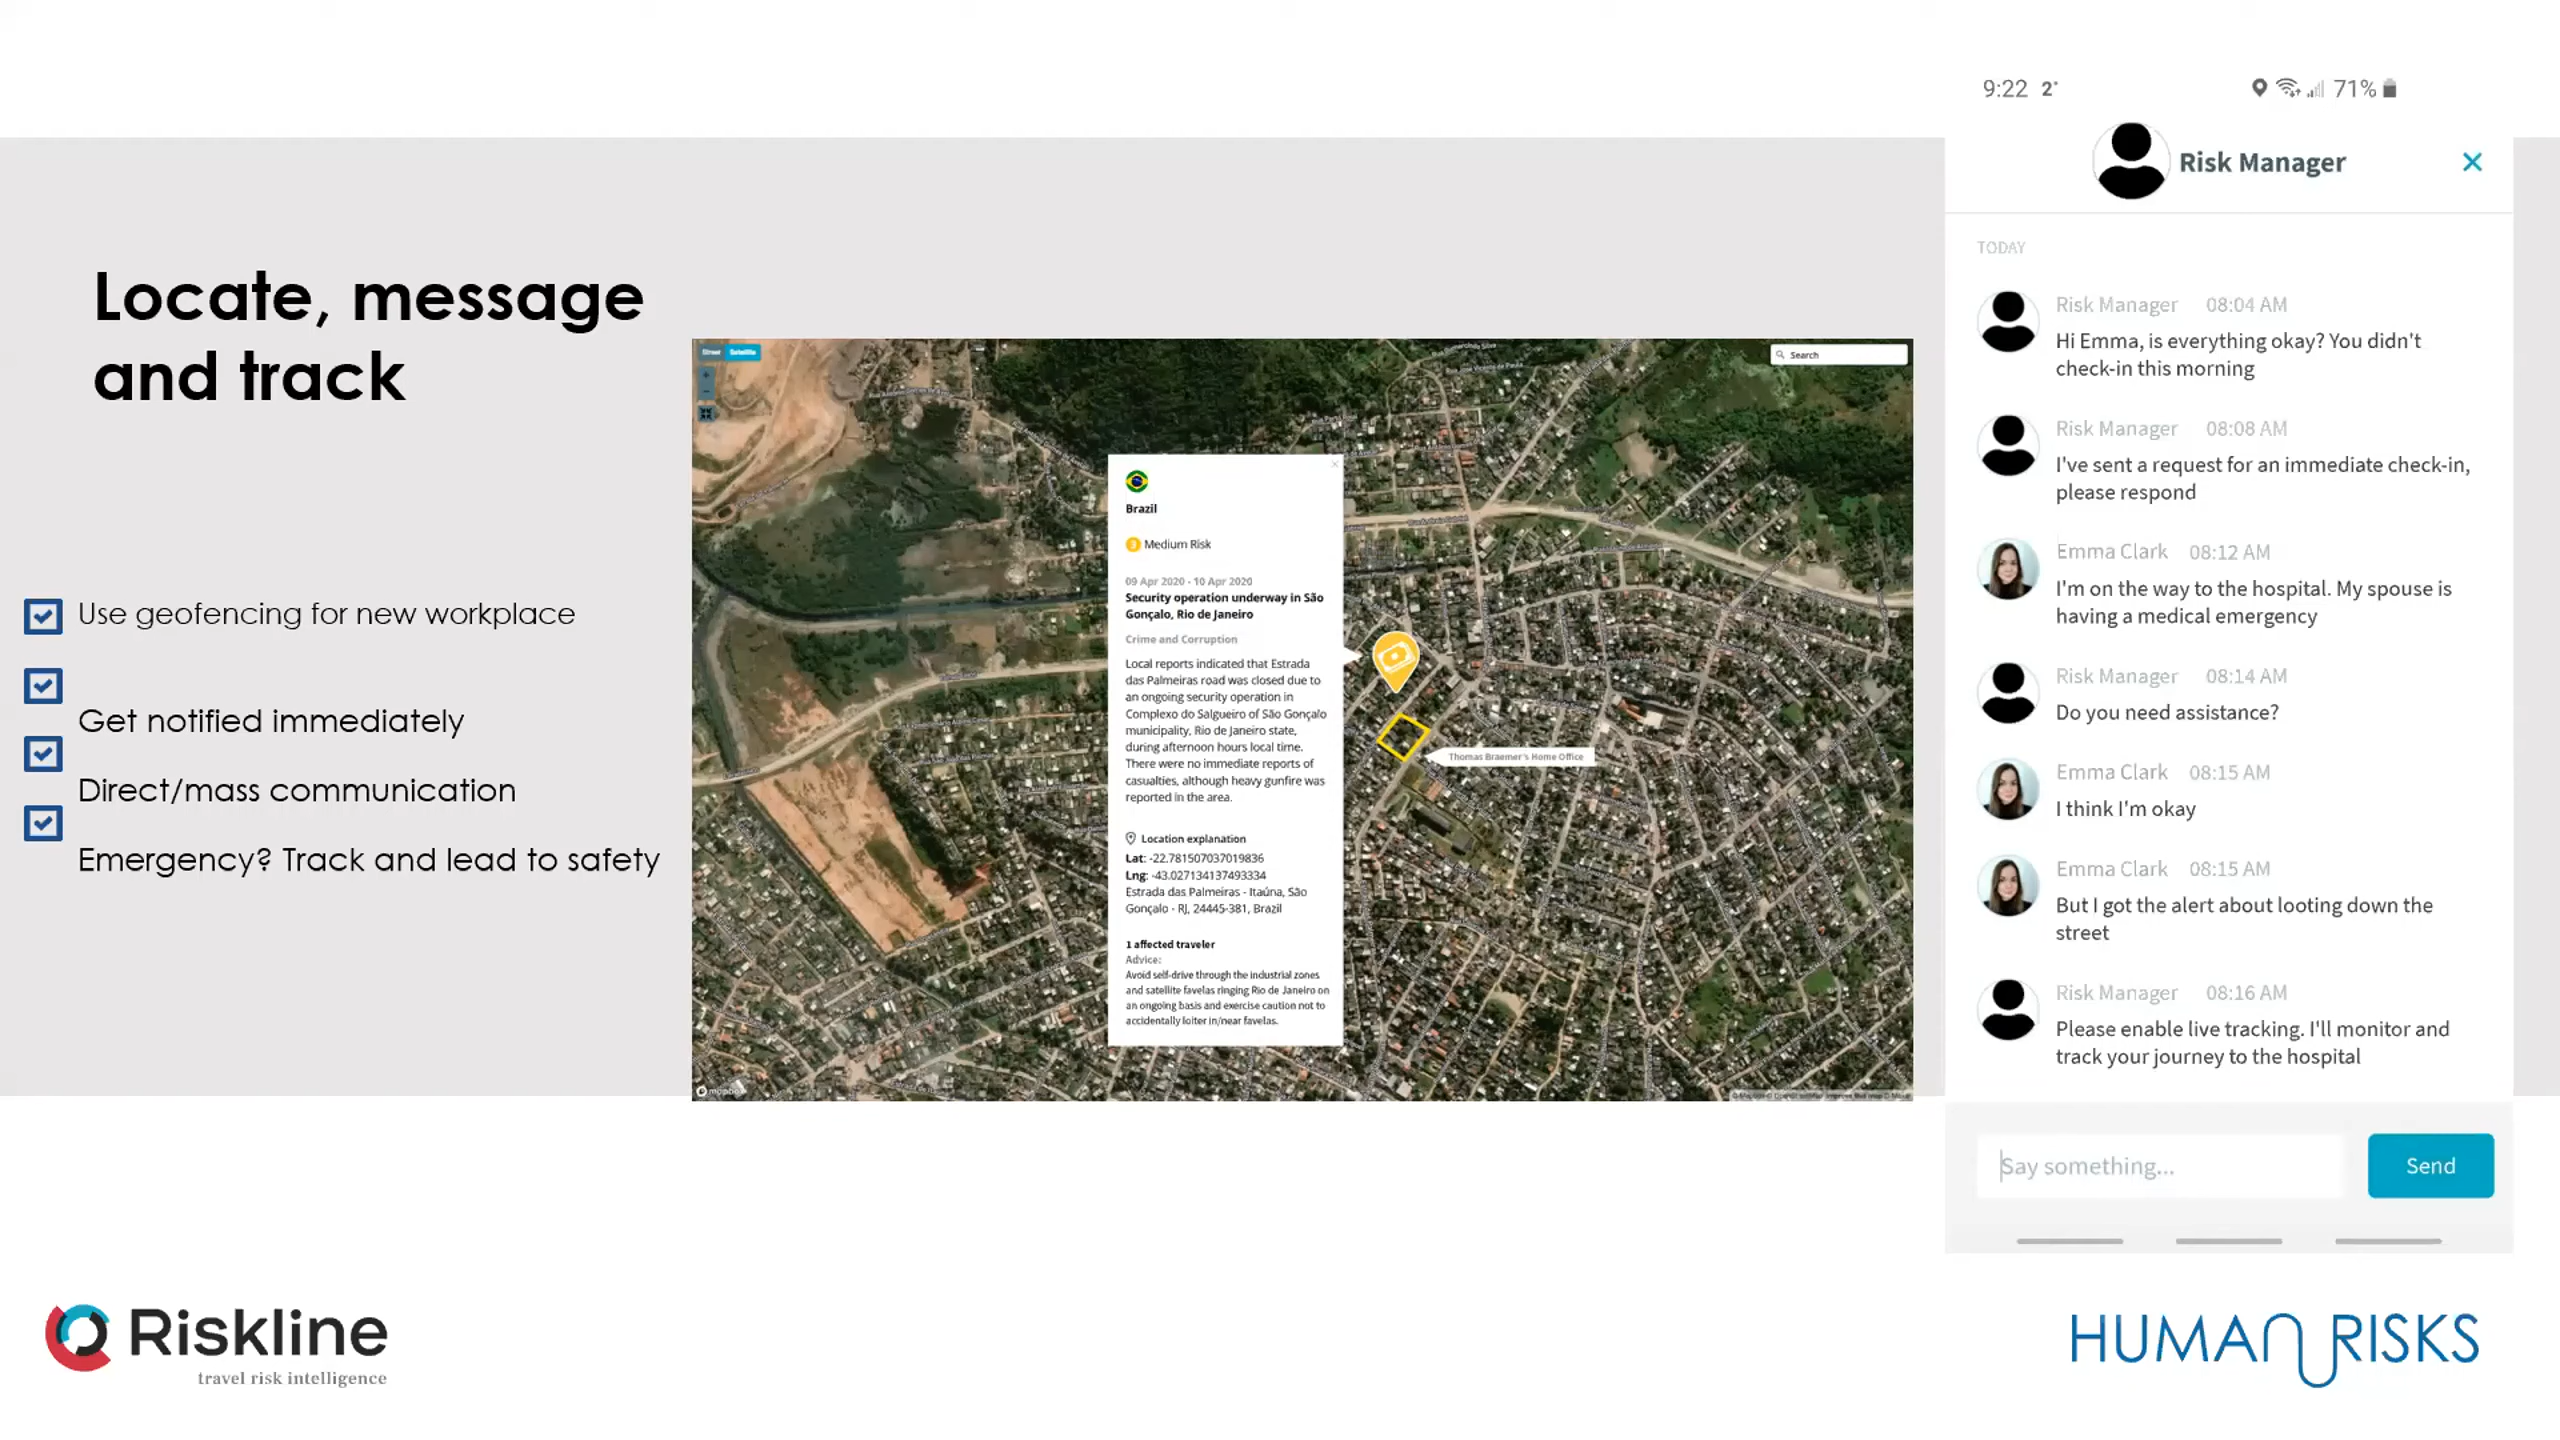 Locate, message
and track
Use geofencing for new workplace
Get notified immediately
Direct/mass communication
Emergency? Track and lead to safety
Street Satellite
Search
Brazil
3 Medium Risk
09 Apr 2020 - 10 Apr 2020
Security operation underway in São
Gonçalo, Rio de Janeiro
Crime and Corruption
Local reports indicated that Estrada
das Palmeiras road was closed due to
an ongoing security operation in
Complexo do Salgueiro of São Gonçalo
municipality, Rio de Janeiro state,
during afternoon hours local time.
There were no immediate reports of
casualties, although heavy gunfire was
reported in the area.
Location explanation
Lat: -22.781507037019836
Lng: -43.027134137493334
Estrada das Palmeiras - Itaúna, São
Gonçalo - RJ, 24445-381, Brazil
1 affected traveler
Advice:
Avoid self-drive through the industrial zones
and satellite favelas ringing Rio de Janeiro on
an ongoing basis and exercise caution not to
accidentally loiter in/near favelas.
Thomas Braemer's Home Office
mapbox
9:22 2° 71%
Risk Manager
TODAY
Risk Manager 08:04 AM
Hi Emma, is everything okay? You didn't
check-in this morning
Risk Manager 08:08 AM
I've sent a request for an immediate check-in,
please respond
Emma Clark 08:12 AM
I'm on the way to the hospital. My spouse is
having a medical emergency
Risk Manager 08:14 AM
Do you need assistance?
Emma Clark 08:15 AM
I think I'm okay
Emma Clark 08:15 AM
But I got the alert about looting down the
street
Risk Manager 08:16 AM
Please enable live tracking. I'll monitor and
track your journey to the hospital
Say something...
Send
Riskline
travel risk intelligence
HUMAN RISKS